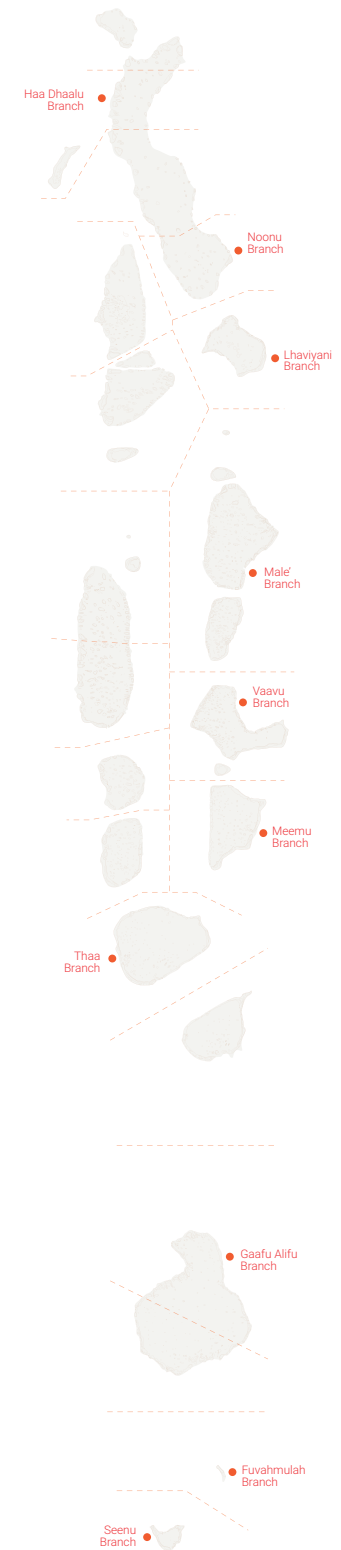 Haa Dhaalu
Branch
Noonu
Branch
Lhaviyani
Branch
Male'
Branch
Vaavu
Branch
Meemu
Branch
Thaa
Branch
Gaafu Alifu
Branch
Fuvahmulah
Branch
Seenu
Branch